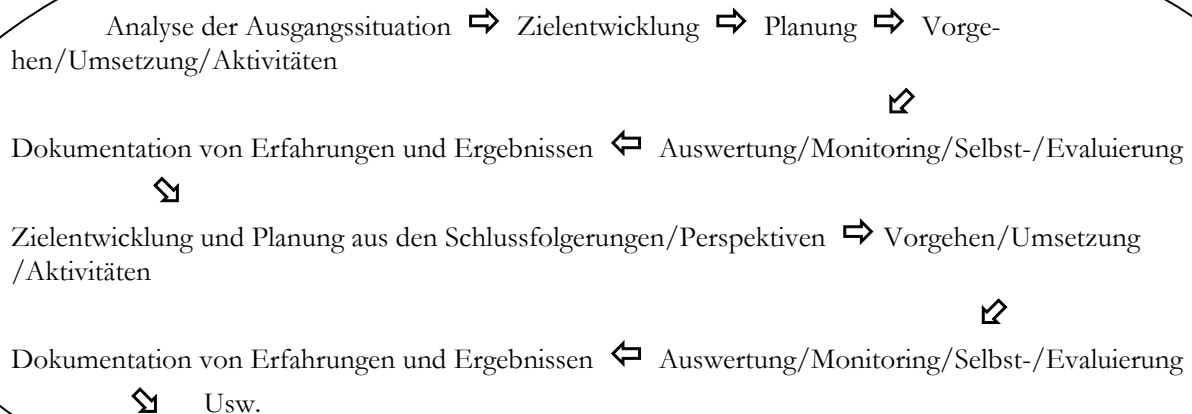 Analyse der Ausgangssituation ⇨ Zielentwicklung ⇨ Planung ⇨ Vorge-
hen/Umsetzung/Aktivitäten
Dokumentation von Erfahrungen und Ergebnissen ⇦ Auswertung/Monitoring/Selbst-/Evaluierung
Zielentwicklung und Planung aus den Schlussfolgerungen/Perspektiven ⇨ Vorgehen/Umsetzung
/Aktivitäten
Dokumentation von Erfahrungen und Ergebnissen ⇦ Auswertung/Monitoring/Selbst-/Evaluierung
Usw.